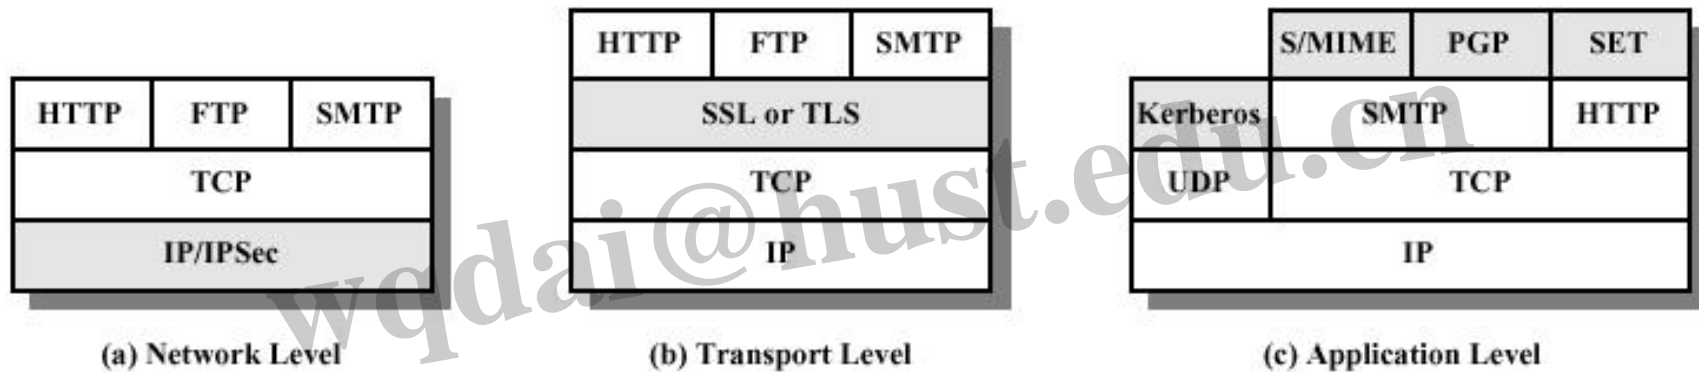 HTTP FTP SMTP
TCP
IP/IPSec
(a) Network Level
HTTP FTP SMTP
SSL or TLS
TCP
IP
(b) Transport Level
S/MIME PGP SET
Kerberos SMTP HTTP
UDP TCP
IP
(c) Application Level
wqdai@hust.edu.cn